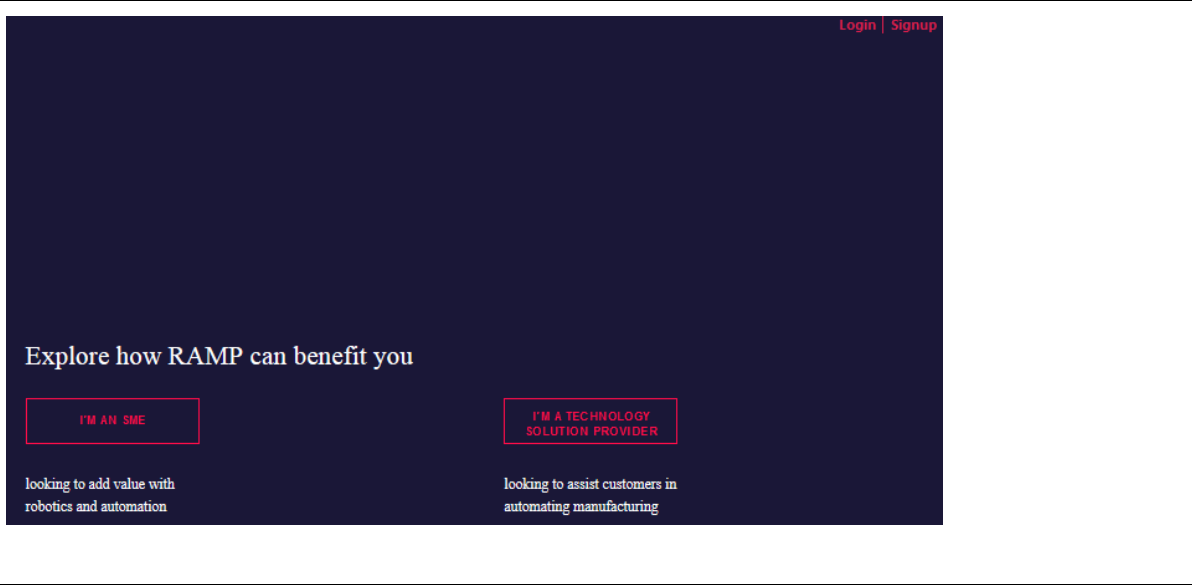 Login | Signup
Explore how RAMP can benefit you
I'M AN SME
I'M A TECHNOLOGY
SOLUTION PROVIDER
looking to add value with
robotics and automation
looking to assist customers in
automating manufacturing